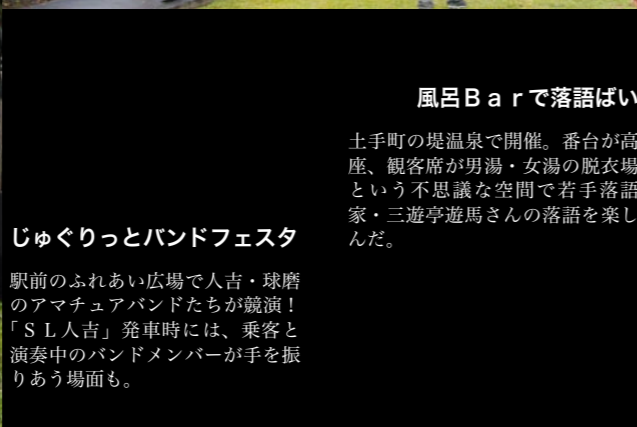 風呂Ｂａｒで落語ばい
土手町の堤温泉で開催。番台が高
座、観客席が男湯・女湯の脱衣場
という不思議な空間で若手落語
家・三遊亭遊馬さんの落語を楽し
んだ。
じゅぐりっとバンドフェスタ
駅前のふれあい広場で人吉・球磨
のアマチュアバンドたちが競演！
「ＳＬ人吉」発車時には、乗客と
演奏中のバンドメンバーが手を振
りあう場面も。